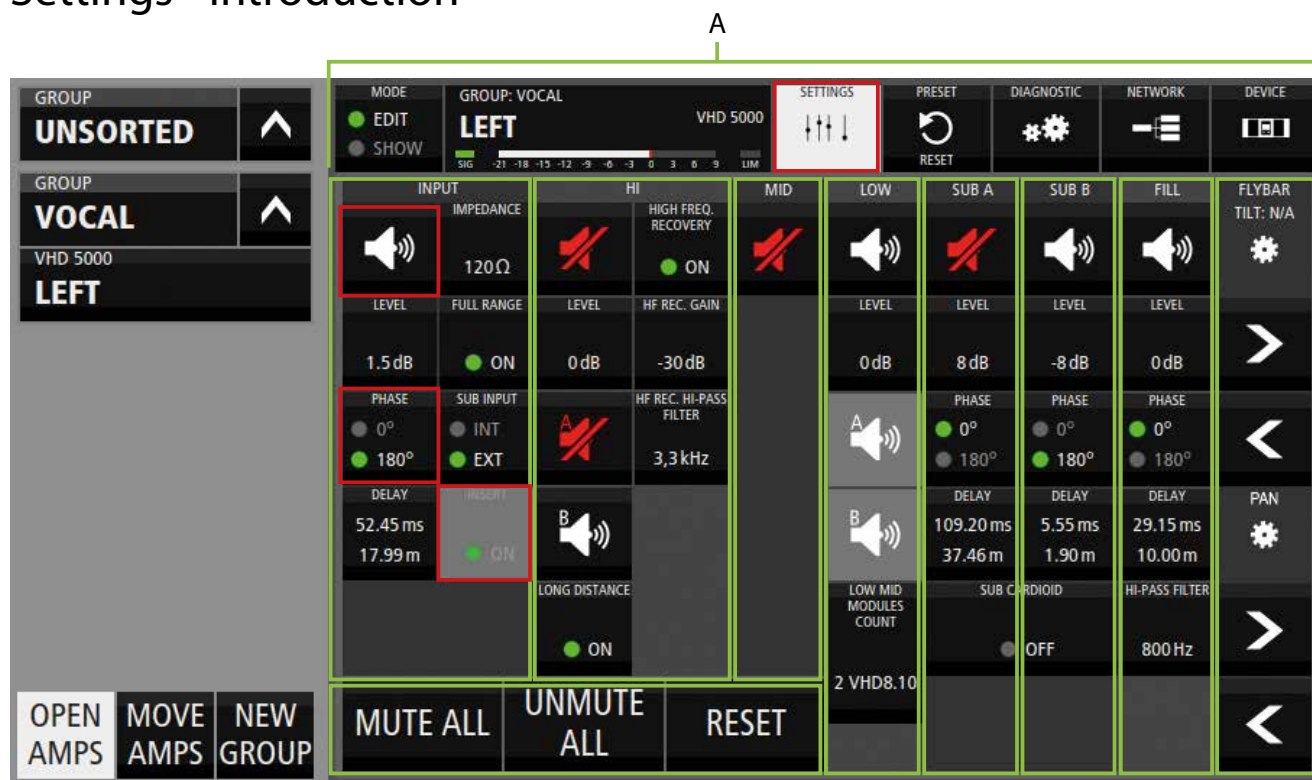 Settings - Introduction
A
GROUP
UNSORTED
GROUP
VOCAL
VHD 5000
LEFT
OPEN AMPS
MOVE AMPS
NEW GROUP
MODE
EDIT
SHOW
GROUP: VOCAL
LEFT
VHD 5000
SIG -21 -18 -15 -12 -9 -6 -3 0 3 6 9 LIM
SETTINGS
PRESET
RESET
DIAGNOSTIC
NETWORK
DEVICE
INPUT
IMPEDANCE
120Ω
LEVEL
1.5 dB
FULL RANGE
ON
PHASE
0°
180°
SUB INPUT
INT
EXT
DELAY
52.45 ms
17.99 m
INSERT
ON
HI
HIGH FREQ.
RECOVERY
ON
LEVEL
0 dB
HF REC. GAIN
-30 dB
A
HF REC. HI-PASS
FILTER
3,3 kHz
B
LONG DISTANCE
ON
MID
LOW
LEVEL
0 dB
A
B
LOW MID
MODULES
COUNT
2 VHD8.10
SUB A
LEVEL
8 dB
PHASE
0°
180°
DELAY
109.20 ms
37.46 m
SUB B
LEVEL
-8 dB
PHASE
0°
180°
DELAY
5.55 ms
1.90 m
SUB CARDIOID
OFF
FILL
LEVEL
0 dB
PHASE
0°
180°
DELAY
29.15 ms
10.00 m
HI-PASS FILTER
800 Hz
FLYBAR
TILT: N/A
PAN
MUTE ALL
UNMUTE
ALL
RESET